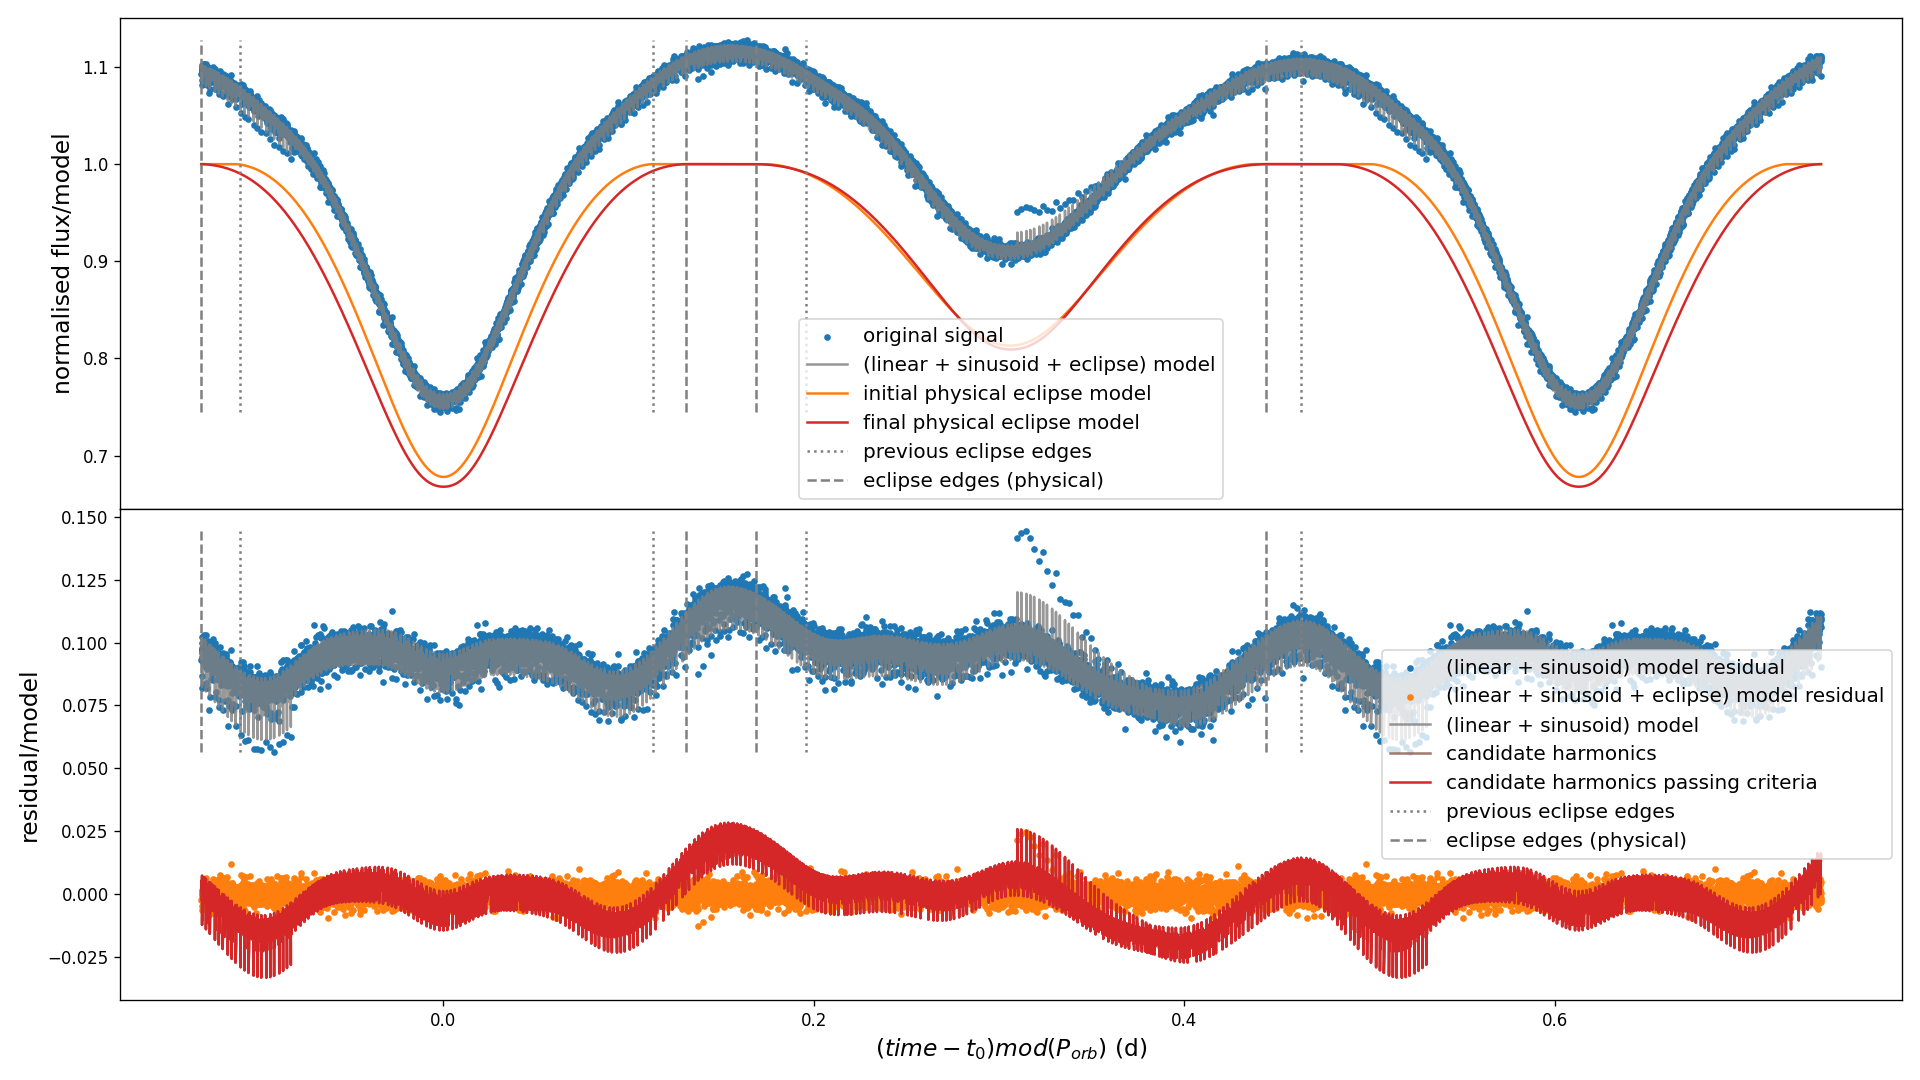 normalised flux/model
1.1
1.0
0.9
0.8
0.7
original signal
(linear + sinusoid + eclipse) model
initial physical eclipse model
final physical eclipse model
previous eclipse edges
eclipse edges (physical)
residual/model
0.150
0.125
0.100
0.075
0.050
0.025
0.000
−0.025
(linear + sinusoid) model residual
(linear + sinusoid + eclipse) model residual
(linear + sinusoid) model
candidate harmonics
candidate harmonics passing criteria
previous eclipse edges
eclipse edges (physical)
0.0 0.2 0.4 0.6
(time − t₀)mod(Pₒᵣ♭) (d)